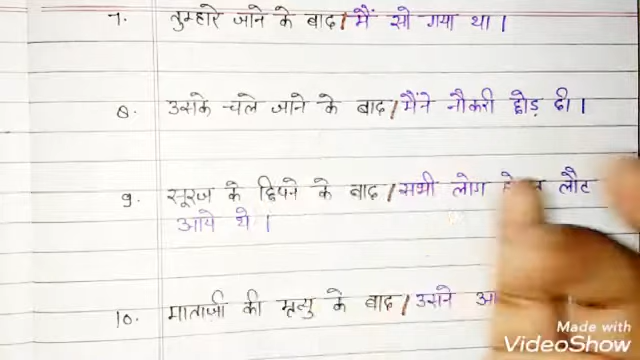 7. तुम्हारे जाने के बाद / मैं सो गया था ।
8. उसके चले जाने के बाद / मैंने नौकरी छोड़ दी ।
9. सूरज के छिपने के बाद / सभी लोग लौट
आये थे ।
10. माताजी की मृत्यु के बाद / उसने
Made with
VideoShow